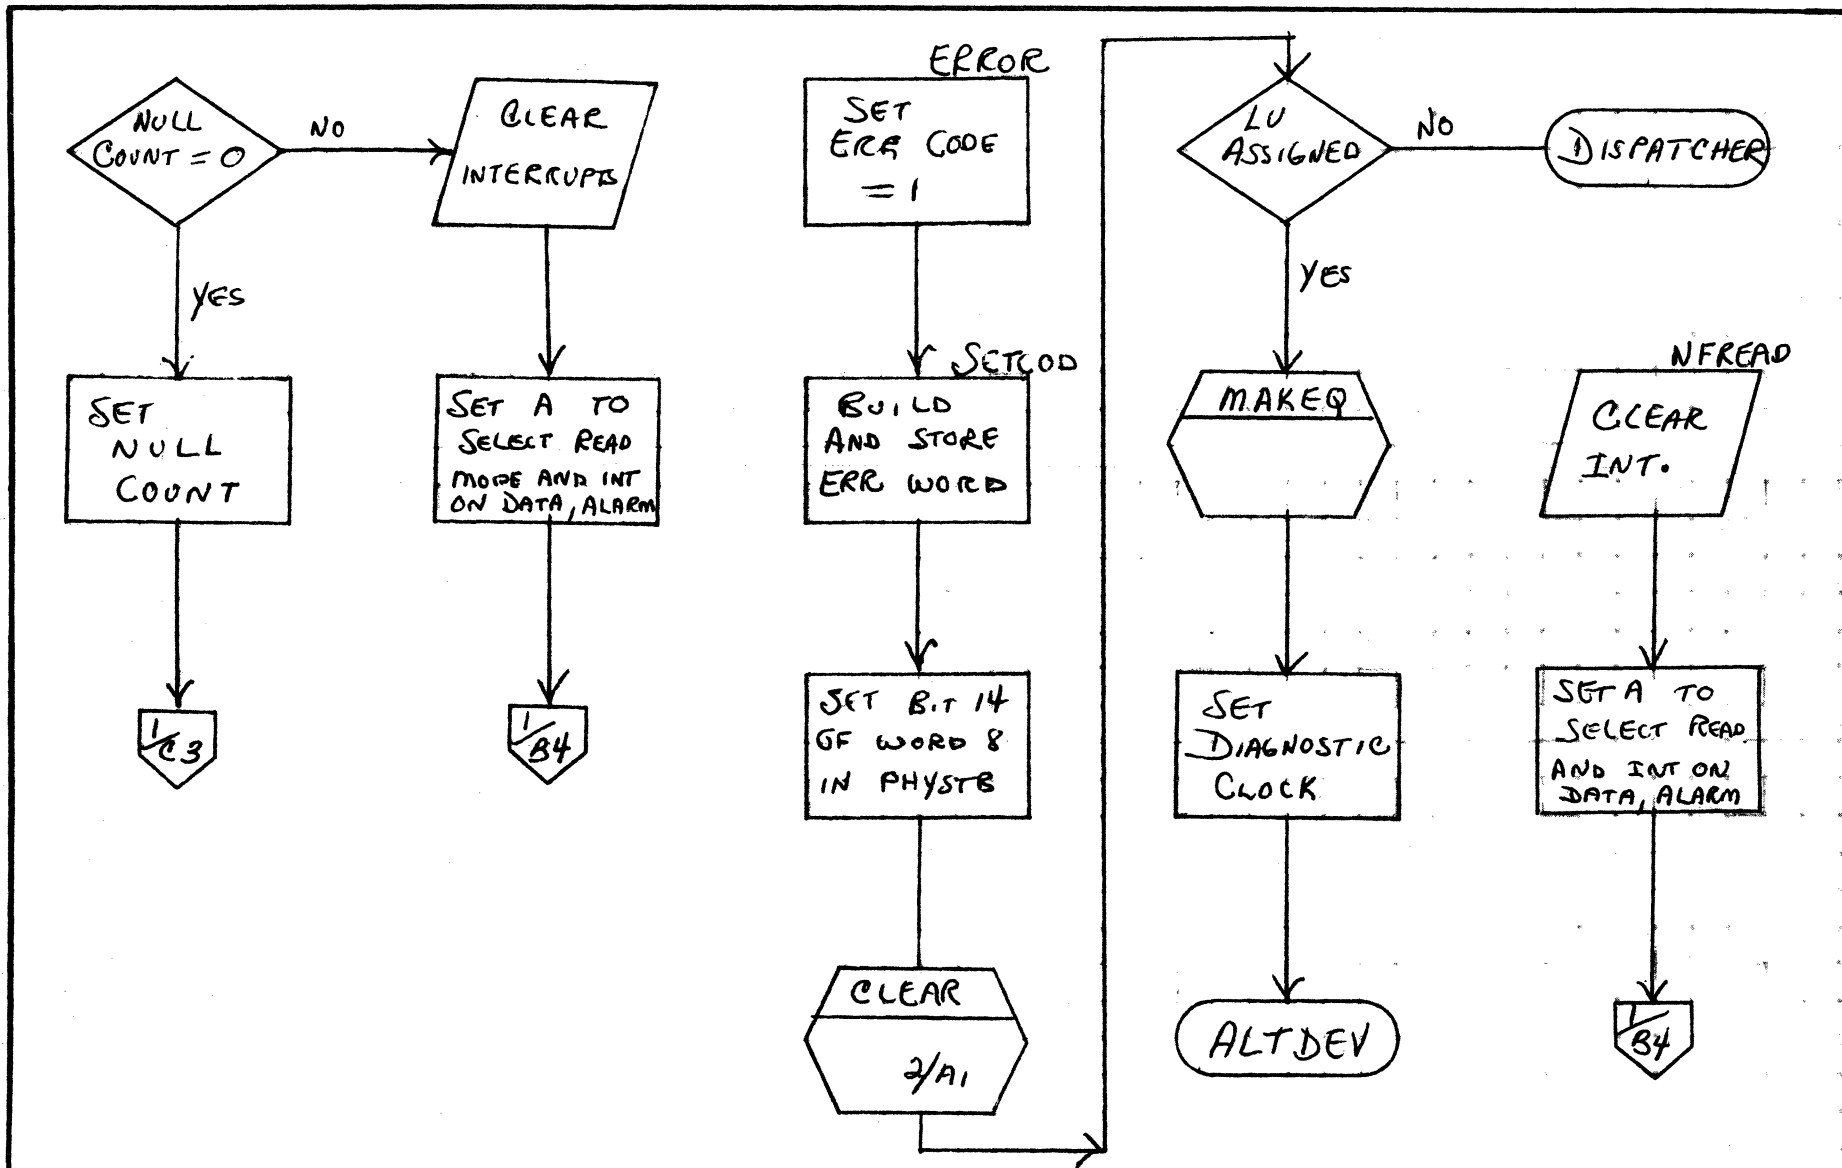 NULL
COUNT = 0
NO
YES
SET
NULL
COUNT
1/C3
CLEAR
INTERRUPTS
SET A TO
SELECT READ
MODE AND INT
ON DATA, ALARM
1/B4
ERROR
SET
ERR CODE
= 1
SETCOD
BUILD
AND STORE
ERR WORD
SET BIT 14
OF WORD 8
IN PHYSTB
CLEAR
2/A1
LU
ASSIGNED
NO
DISPATCHER
YES
MAKEQ
SET
DIAGNOSTIC
CLOCK
ALTDEV
NFREAD
CLEAR
INT.
SET A TO
SELECT READ
AND INT ON
DATA, ALARM
1/B4